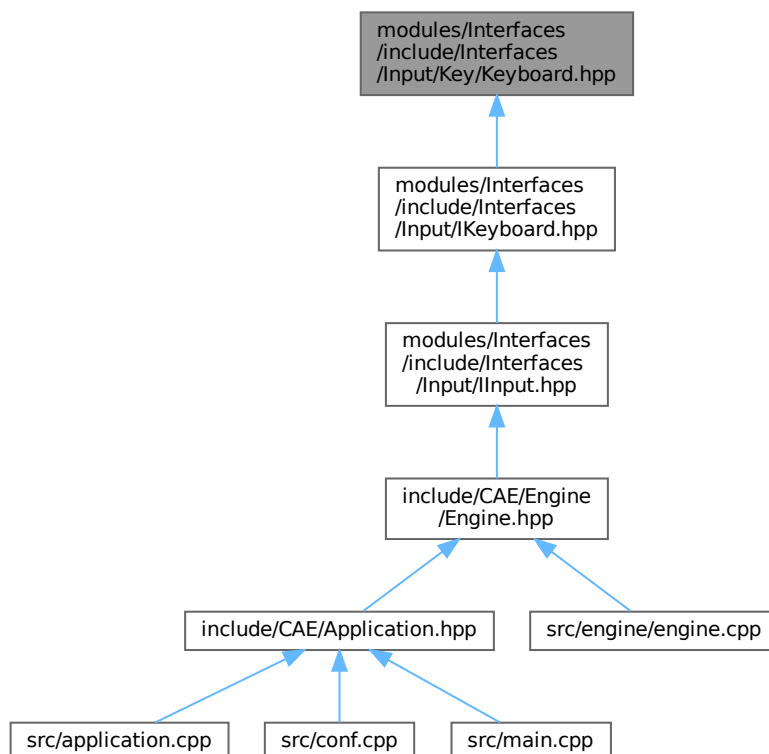 modules/Interfaces
/include/Interfaces
/Input/Key/Keyboard.hpp
modules/Interfaces
/include/Interfaces
/Input/IKeyboard.hpp
modules/Interfaces
/include/Interfaces
/Input/IInput.hpp
include/CAE/Engine
/Engine.hpp
include/CAE/Application.hpp
src/engine/engine.cpp
src/application.cpp
src/conf.cpp
src/main.cpp